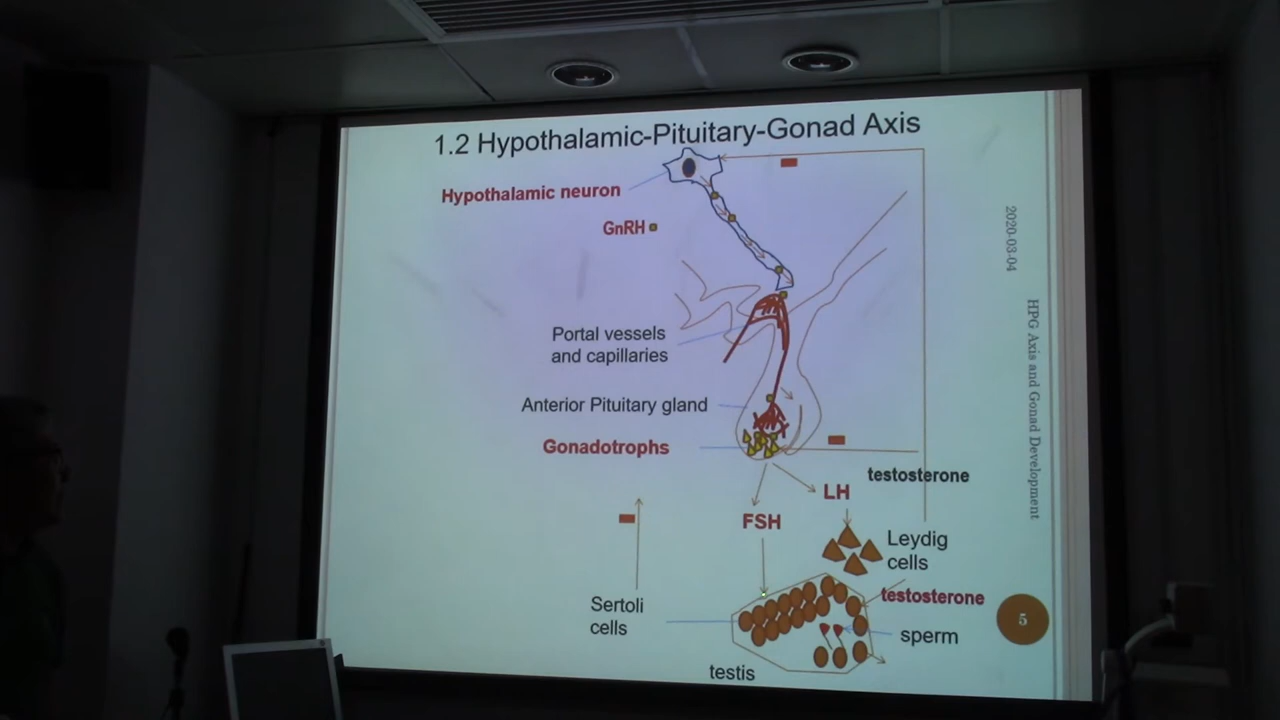 1.2 Hypothalamic-Pituitary-Gonad Axis
Hypothalamic neuron
GnRH
2020-03-04
HPG Axis and Gonad Development
Portal vessels
and capillaries
Anterior Pituitary gland
Gonadotrophs
testosterone
LH
FSH
Leydig
cells
testosterone
Sertoli
cells
sperm
5
testis